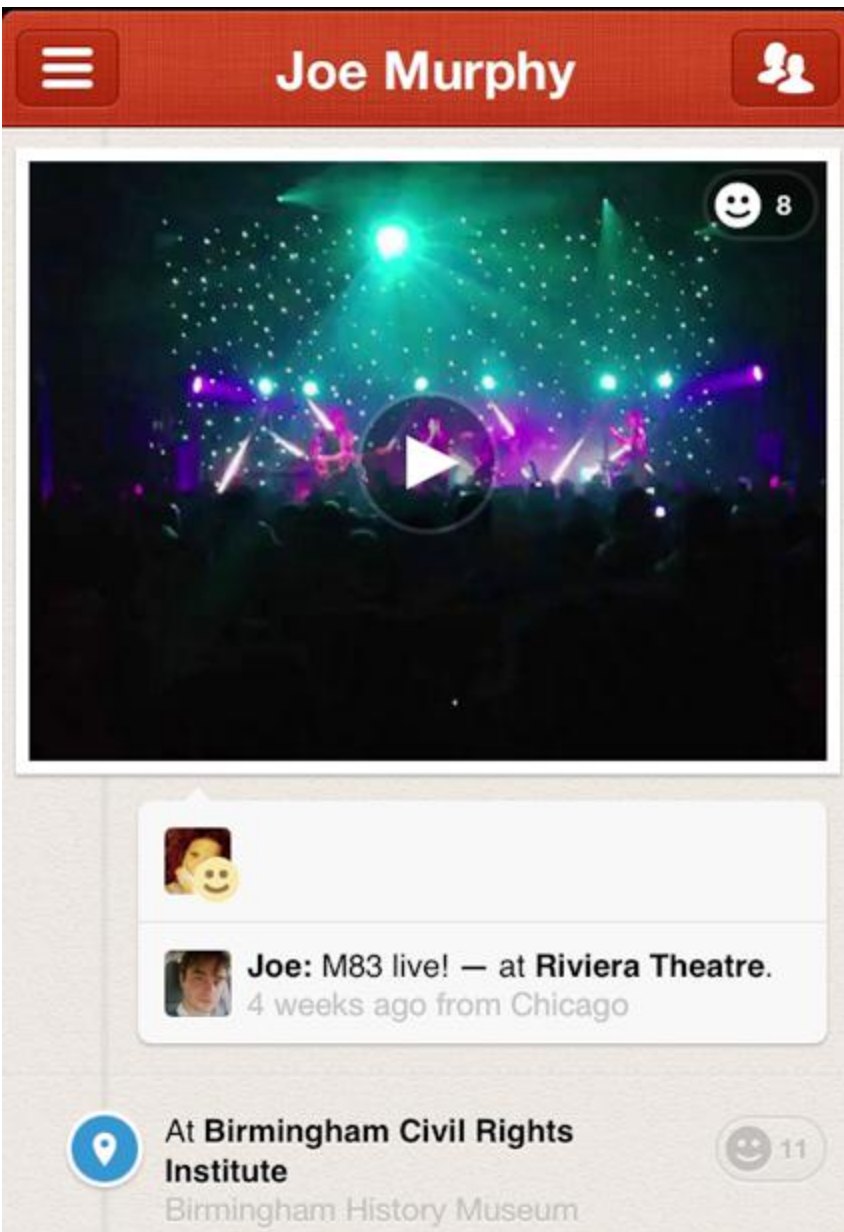 Joe Murphy
8
Joe: M83 live! — at Riviera Theatre.
4 weeks ago from Chicago
At Birmingham Civil Rights
Institute
11
Birmingham History Museum